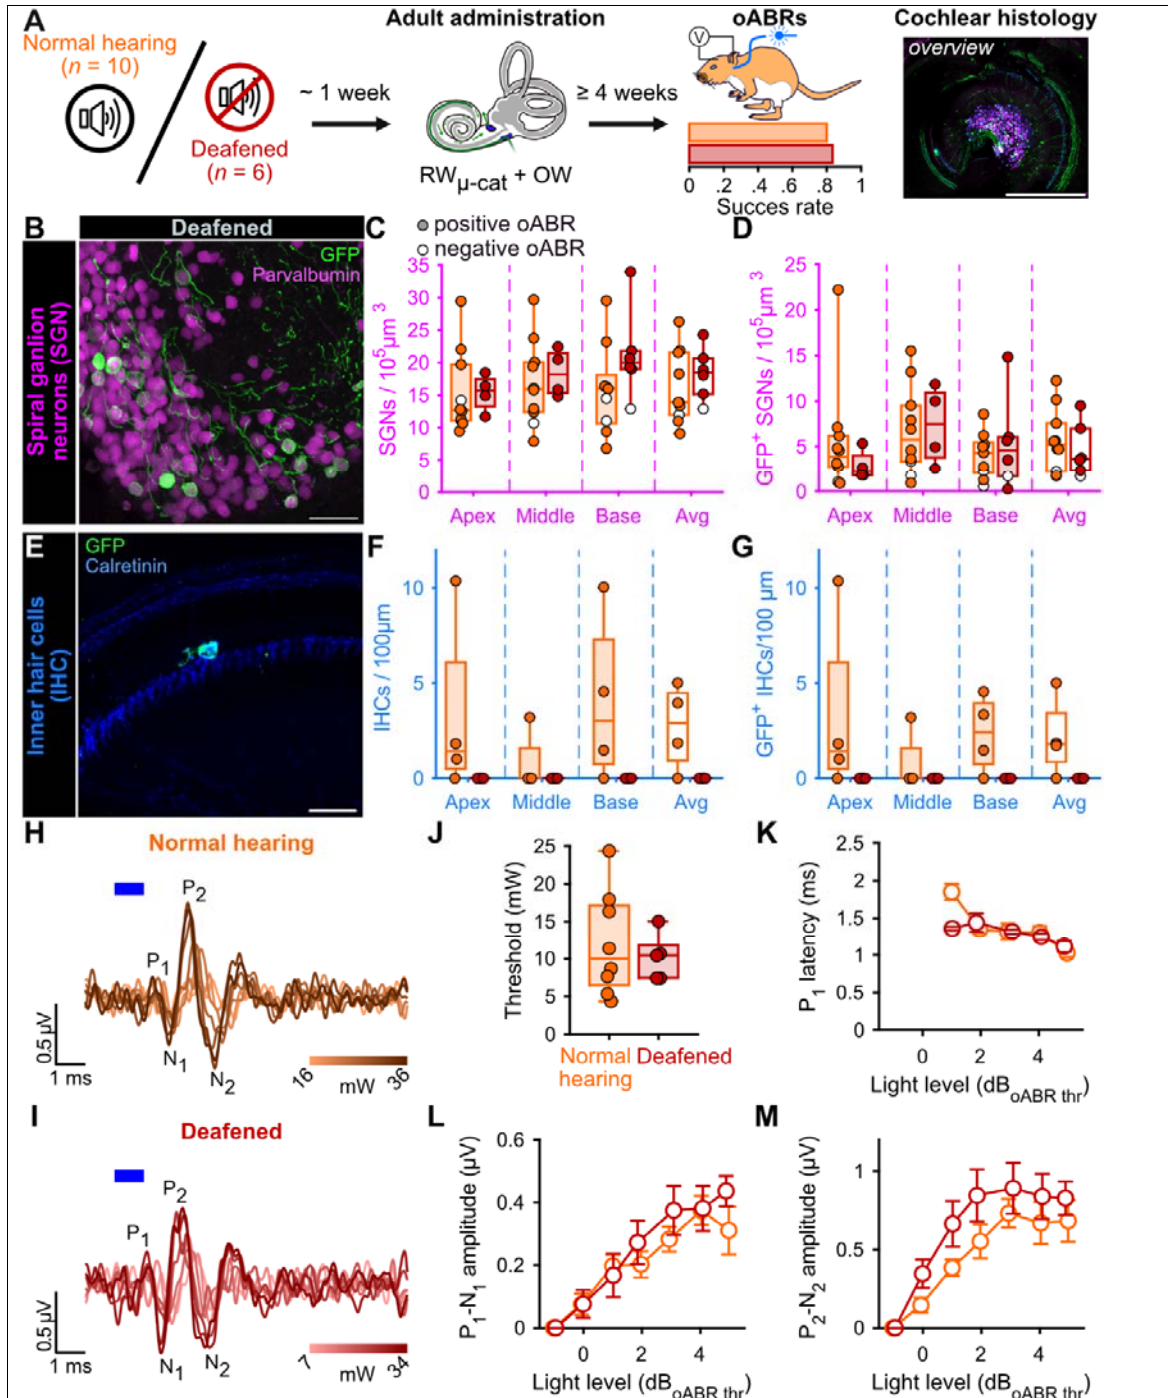 A
Normal hearing
(n = 10)
Deafened
(n = 6)
~ 1 week
Adult administration
RWμ-cat + OW
≥ 4 weeks
oABRs
V
0 .2 .4 .6 .8 1
Succes rate
Cochlear histology
overview
B
Deafened
GFP
Parvalbumin
Spiral ganlion
neurons (SGN)
C
positive oABR
negative oABR
SGNs / 10⁵μm³
35
30
25
20
15
10
5
0
Apex Middle Base Avg
D
GFP⁺ SGNs / 10⁵μm³
25
20
15
10
5
0
Apex Middle Base Avg
E
GFP
Calretinin
Inner hair cells
(IHC)
F
IHCs / 100μm
10
5
0
Apex Middle Base Avg
G
GFP⁺ IHCs/100 μm
10
5
0
Apex Middle Base Avg
H
Normal hearing
P₁
P₂
N₁
N₂
0.5 μV
1 ms
16 mW 36
I
Deafened
P₁
P₂
N₁
N₂
0.5 μV
1 ms
7 mW 34
J
Threshold (mW)
25
20
15
10
5
0
Normal
hearing
Deafened
K
P₁ latency (ms)
2
1.5
1
0.5
0
0 2 4
Light level (dBoABR thr)
L
P₁-N₁ amplitude (μV)
0.6
0.4
0.2
0
0 2 4
Light level (dBoABR thr)
M
P₂-N₂ amplitude (μV)
1
0.5
0
0 2 4
Light level (dBoABR thr)